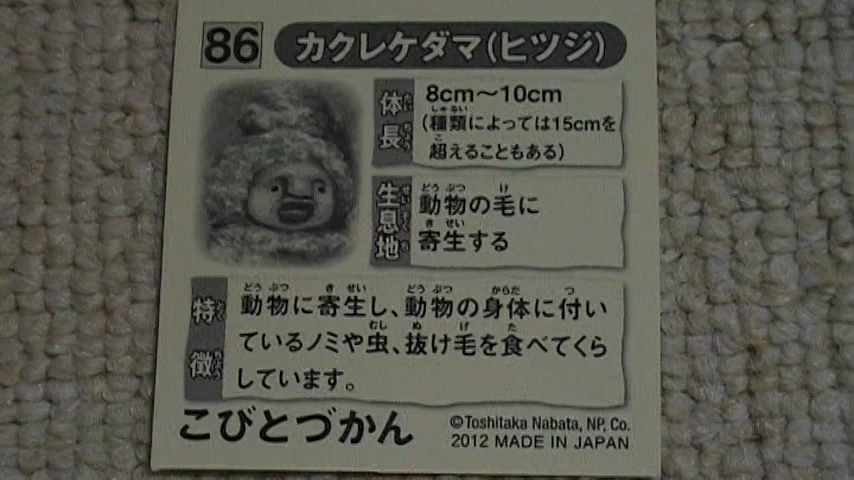 86 カクレケダマ(ヒツジ)
体長
8cm〜10cm
(種類によっては15cmを
超えることもある)
生息地
動物の毛に
寄生する
特徴
動物に寄生し、動物の身体に付い
ているノミや虫、抜け毛を食べてくら
しています。
こびとづかん
©Toshitaka Nabata, NP, Co.
2012 MADE IN JAPAN